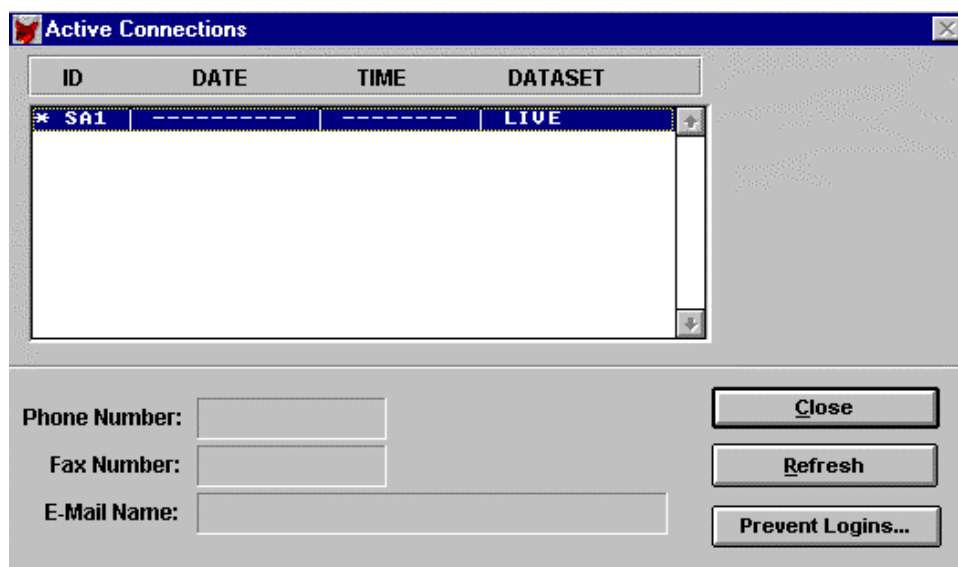 Active Connections
ID DATE TIME DATASET
* SA1 | ---------- | -------- | LIVE
Phone Number:
Close
Fax Number:
Refresh
E-Mail Name:
Prevent Logins...